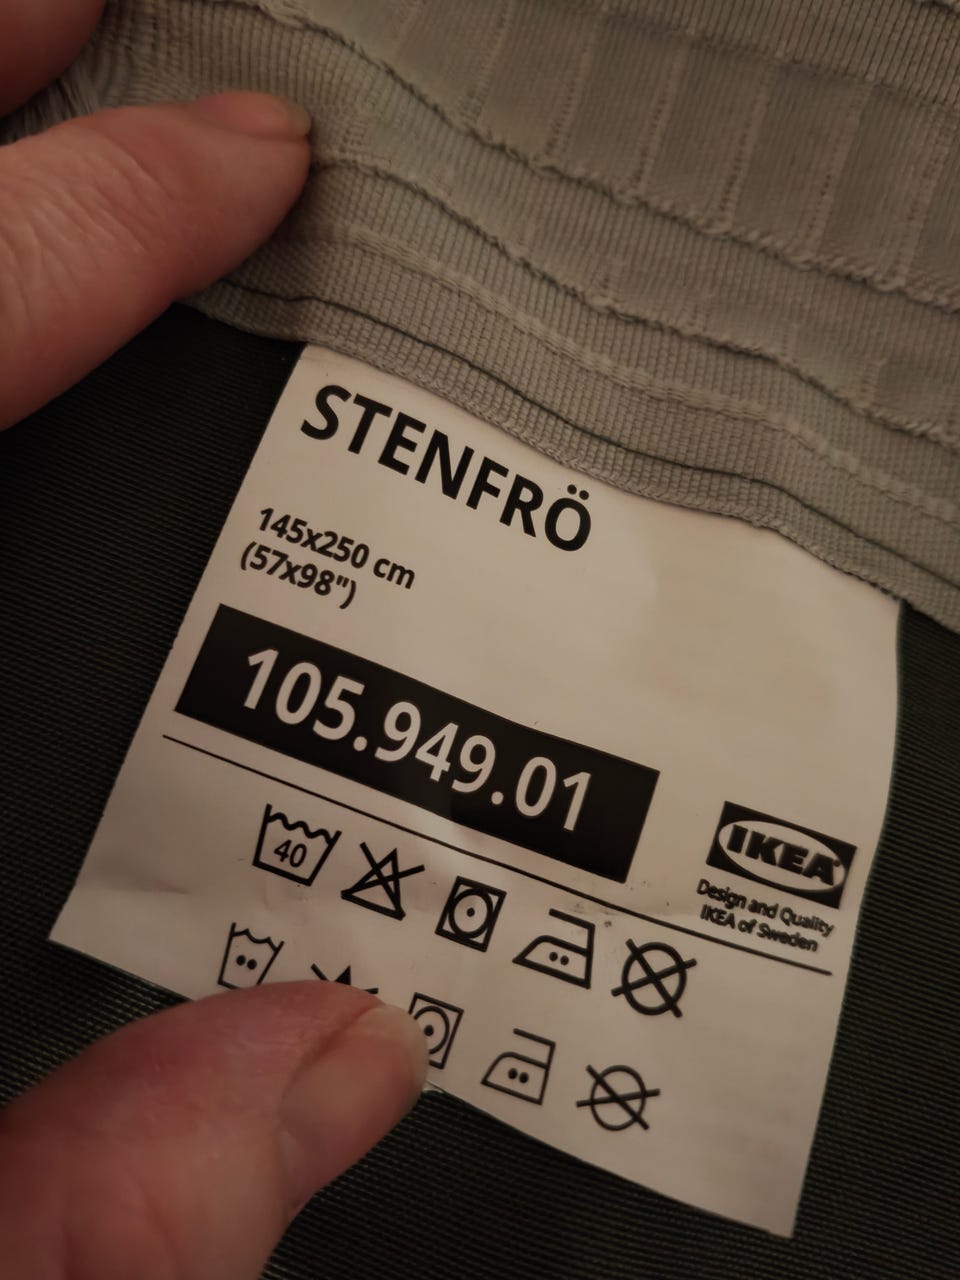 STENFRÖ
145x250 cm
(57x98")
105.949.01
IKEA
Design and Quality
IKEA of Sweden
40